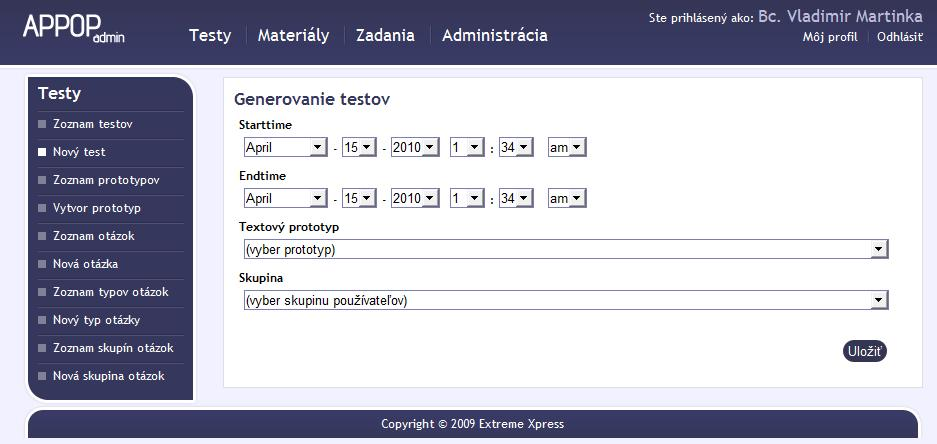 APPOP admin
Ste prihlásený ako: Bc. Vladimir Martinka
Môj profil
Odhlásiť
Testy
Materiály
Zadania
Administrácia
Testy
Zoznam testov
Nový test
Zoznam prototypov
Vytvor prototyp
Zoznam otázok
Nová otázka
Zoznam typov otázok
Nový typ otázky
Zoznam skupín otázok
Nová skupina otázok
Generovanie testov
Starttime
April - 15 - 2010 1 : 34 am
Endtime
April - 15 - 2010 1 : 34 am
Textový prototyp
(vyber prototyp)
Skupina
(vyber skupinu používateľov)
Uložiť
Copyright © 2009 Extreme Xpress